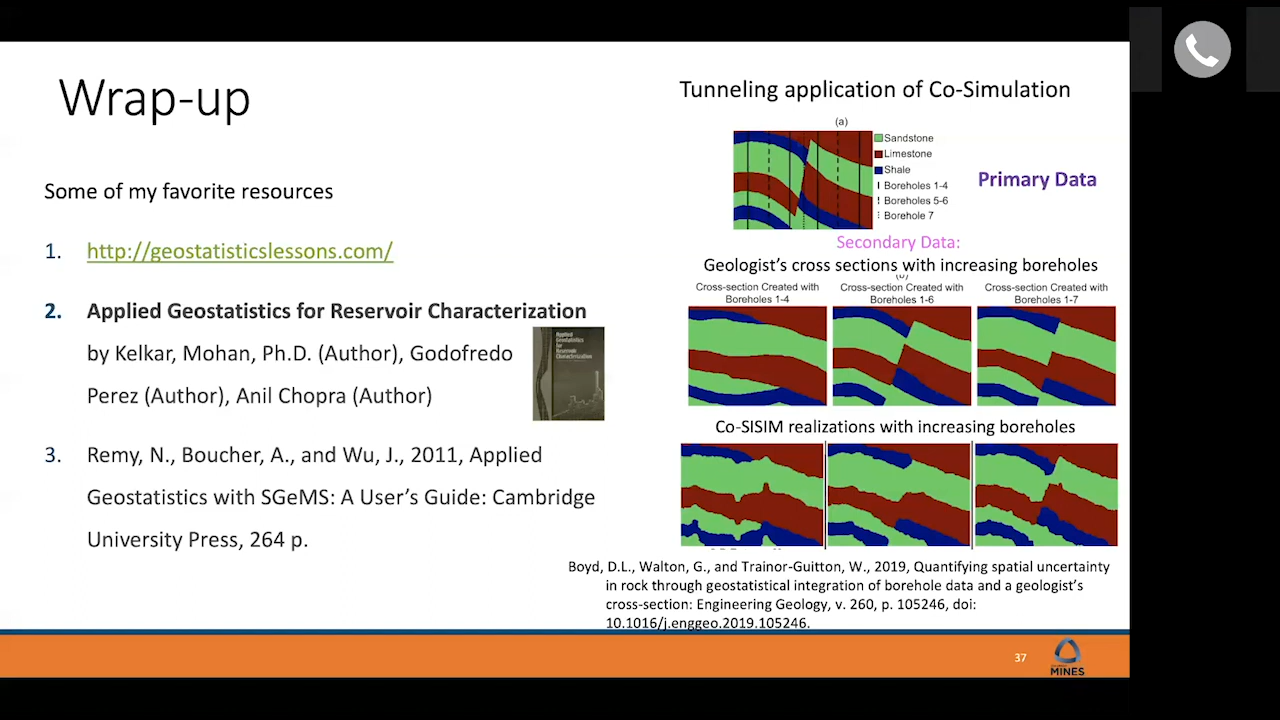 Wrap-up
Some of my favorite resources
1. http://geostatisticslessons.com/
2. Applied Geostatistics for Reservoir Characterization
by Kelkar, Mohan, Ph.D. (Author), Godofredo
Perez (Author), Anil Chopra (Author)
Applied
Geostatistics
for Reservoir
Characterization
3. Remy, N., Boucher, A., and Wu, J., 2011, Applied
Geostatistics with SGeMS: A User’s Guide: Cambridge
University Press, 264 p.
Tunneling application of Co-Simulation
(a)
Sandstone
Limestone
Shale
Boreholes 1-4
Boreholes 5-6
Borehole 7
Primary Data
Secondary Data:
Geologist’s cross sections with increasing boreholes
Cross-section Created with
Boreholes 1-4
Cross-section Created with
Boreholes 1-6
Cross-section Created with
Boreholes 1-7
Co-SISIM realizations with increasing boreholes
Boyd, D.L., Walton, G., and Trainor-Guitton, W., 2019, Quantifying spatial uncertainty
in rock through geostatistical integration of borehole data and a geologist’s
cross-section: Engineering Geology, v. 260, p. 105246, doi:
10.1016/j.enggeo.2019.105246.
37
MINES